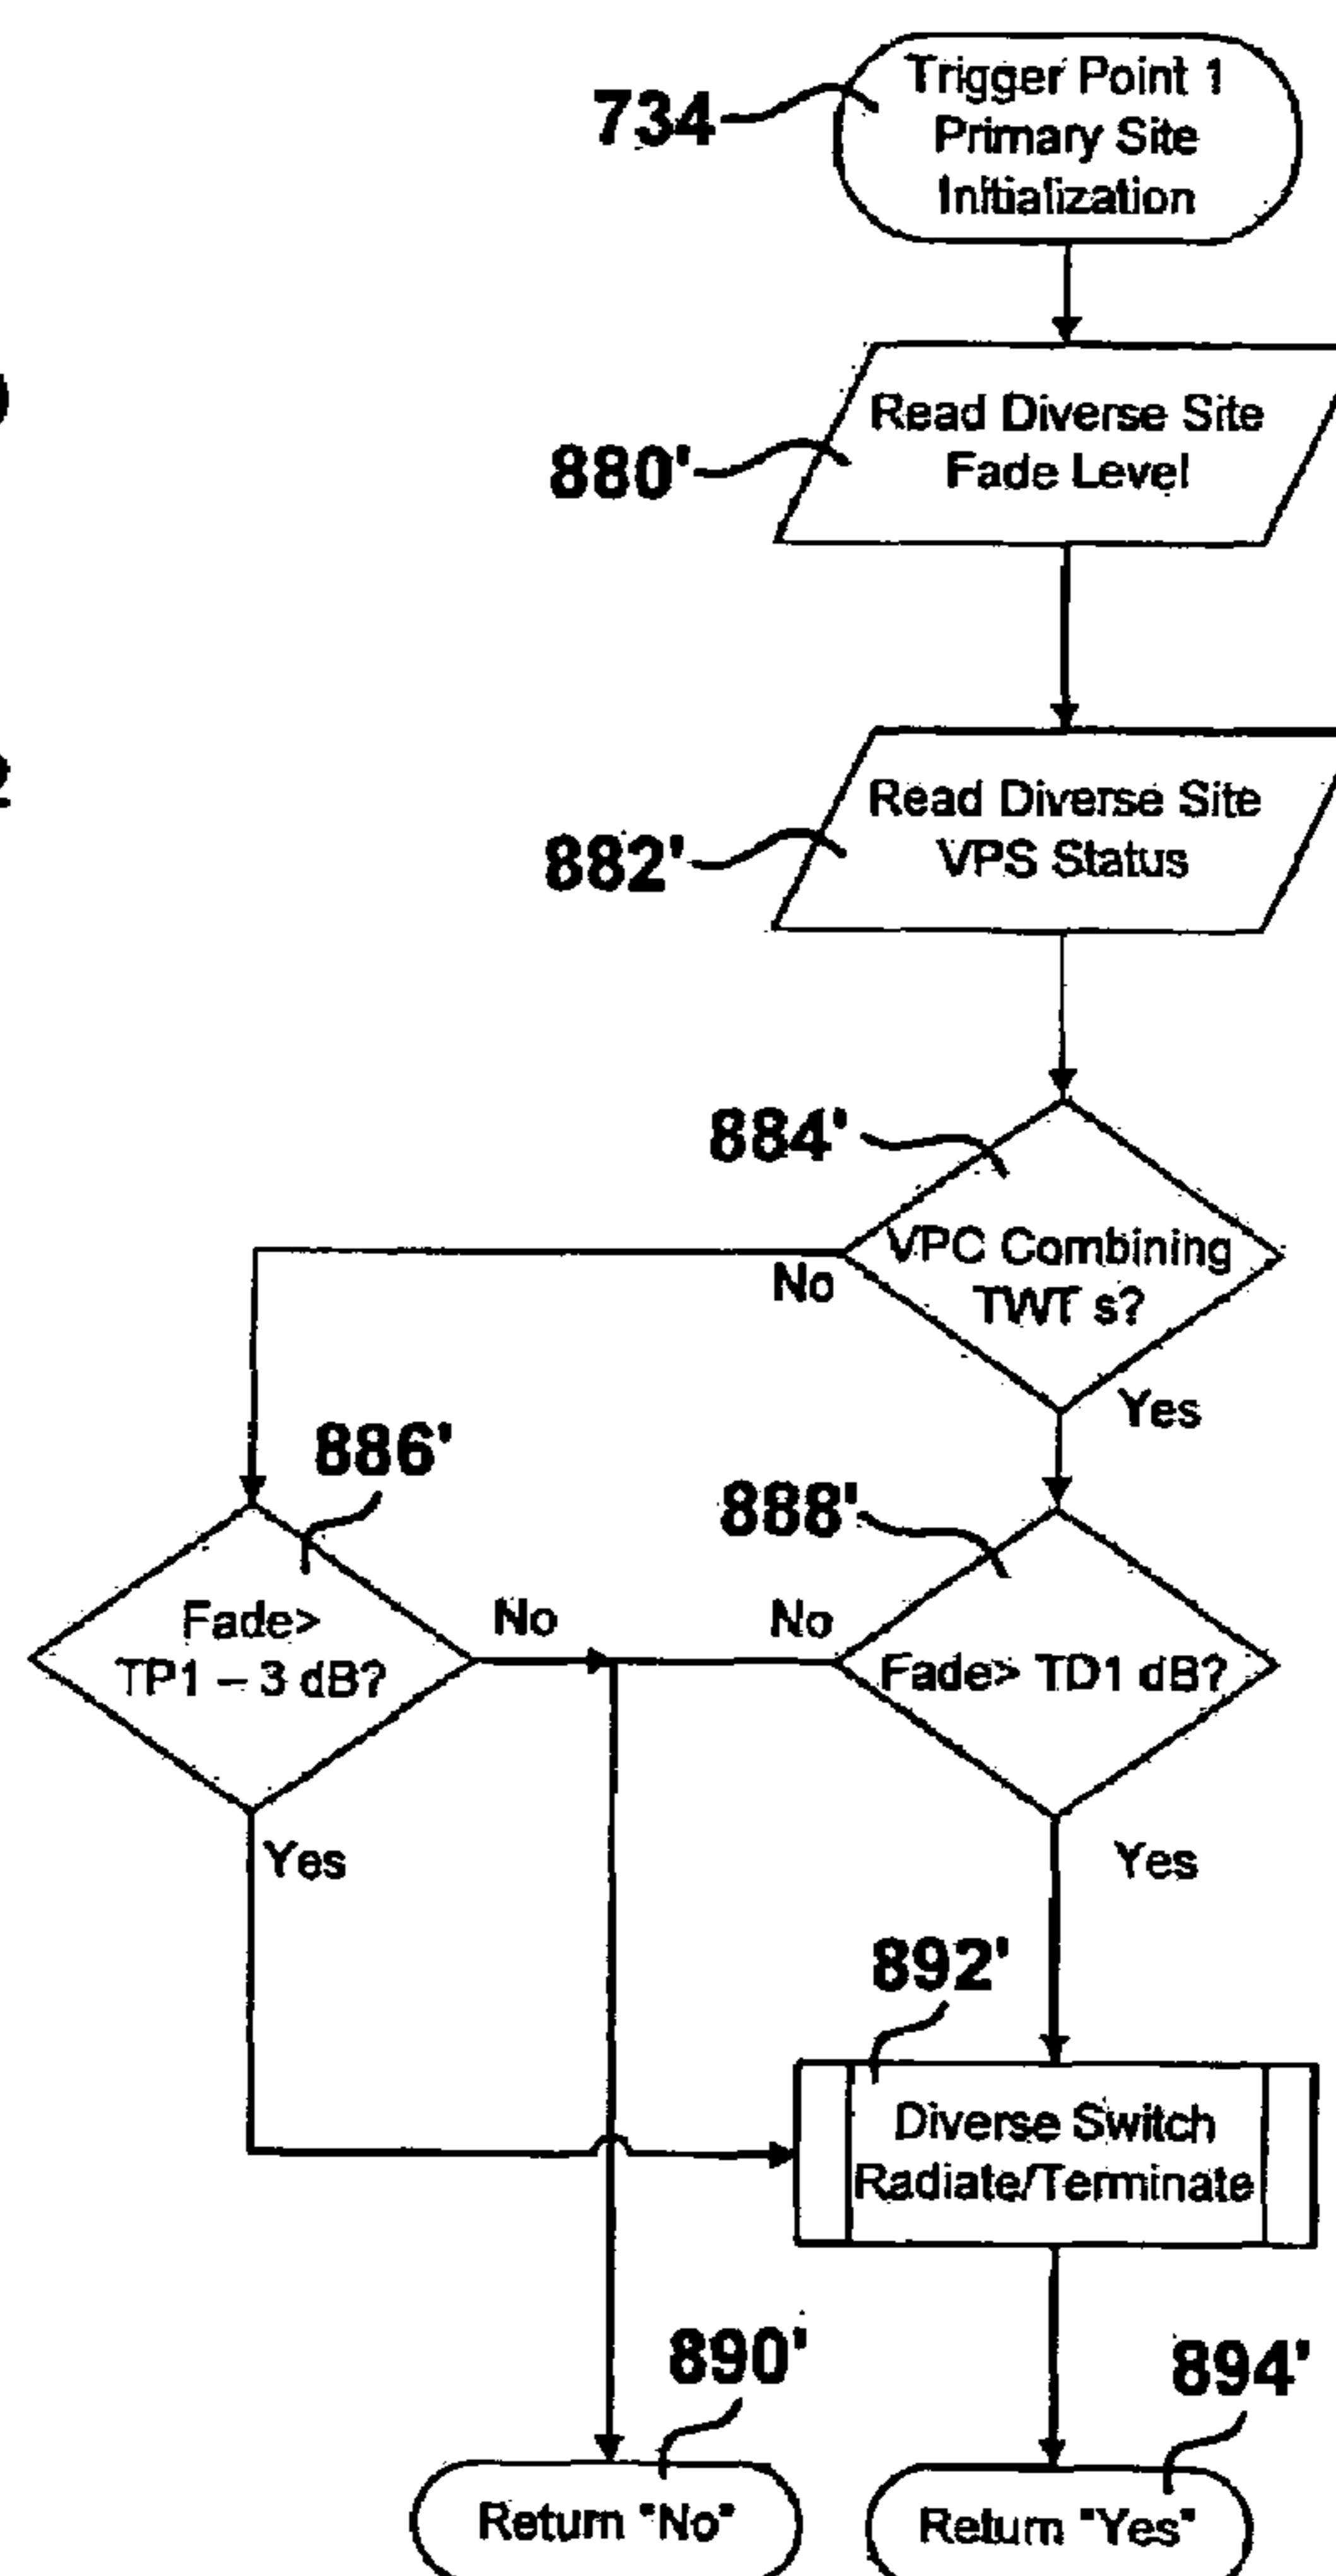 734
Trigger Point 1
Primary Site
Initialization
880'
Read Diverse Site
Fade Level
882'
Read Diverse Site
VPS Status
884'
VPC Combining
TWT s?
No
Yes
886'
888'
Fade>
TP1 – 3 dB?
No
No
Fade> TD1 dB?
Yes
Yes
892'
Diverse Switch
Radiate/Terminate
890'
894'
Return "No"
Return "Yes"